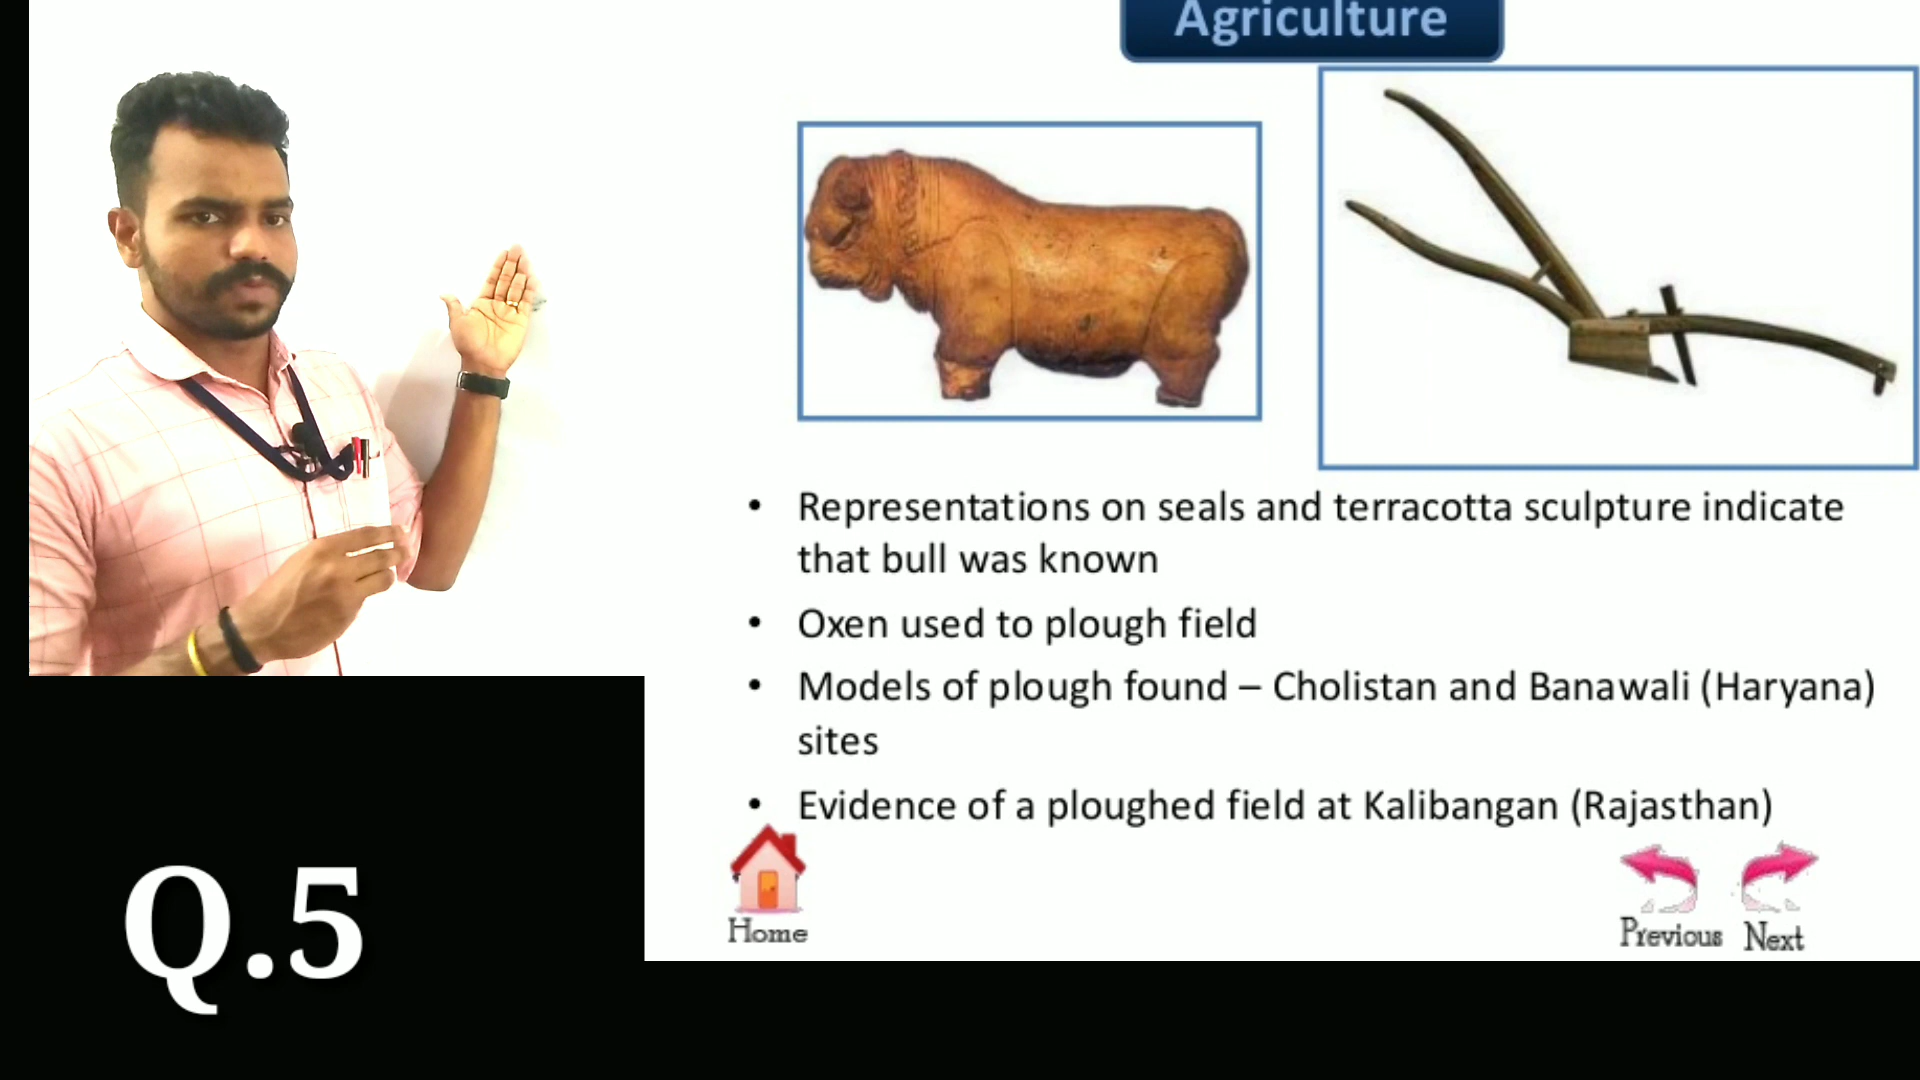 Agriculture
• Representations on seals and terracotta sculpture indicate
that bull was known
• Oxen used to plough field
• Models of plough found – Cholistan and Banawali (Haryana)
sites
• Evidence of a ploughed field at Kalibangan (Rajasthan)
Home
Previous Next
Q.5